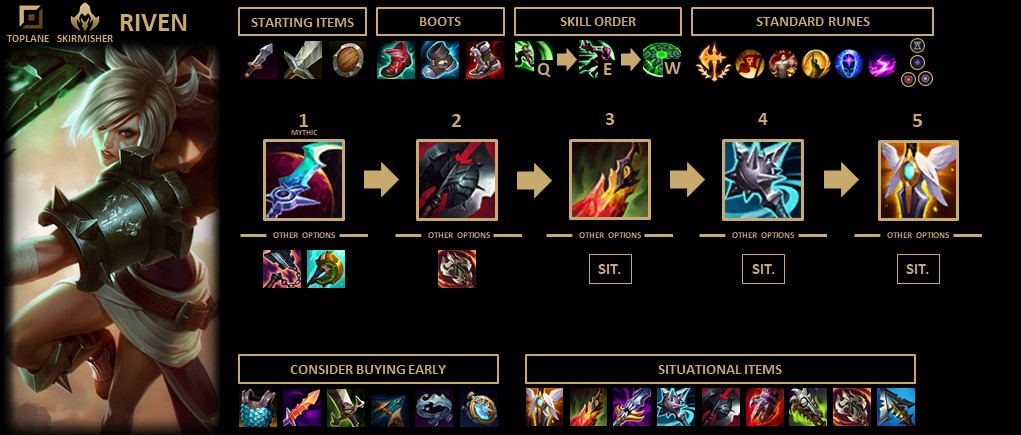 TOPLANE
SKIRMISHER
RIVEN
STARTING ITEMS
BOOTS
SKILL ORDER
STANDARD RUNES
Q
E
W
1
MYTHIC
2
3
4
5
OTHER OPTIONS
OTHER OPTIONS
OTHER OPTIONS
OTHER OPTIONS
OTHER OPTIONS
SIT.
SIT.
SIT.
CONSIDER BUYING EARLY
SITUATIONAL ITEMS